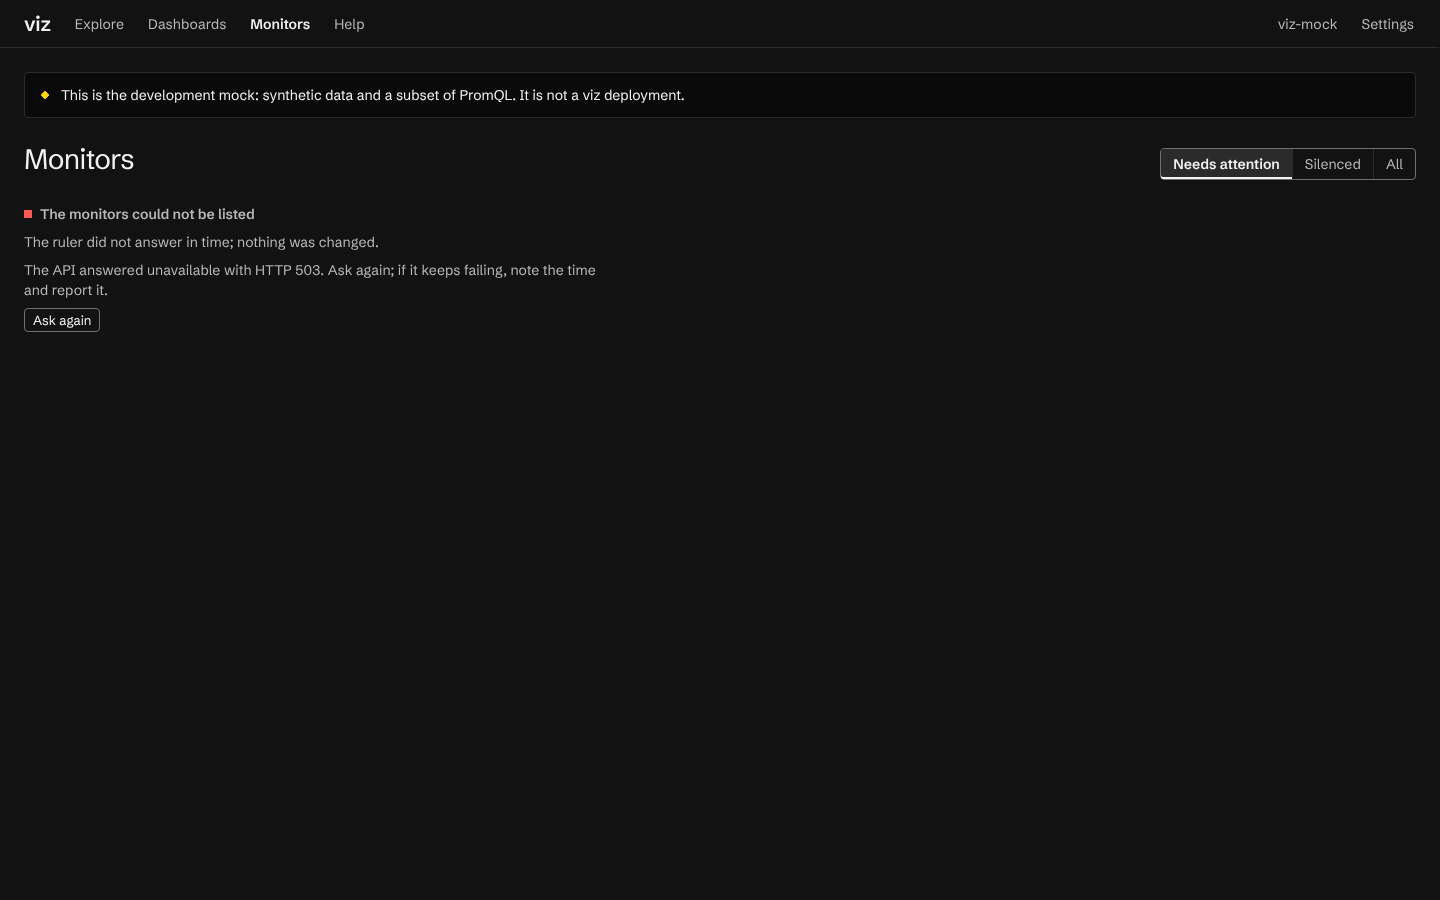 viz Explore Dashboards Monitors Help viz-mock Settings
This is the development mock: synthetic data and a subset of PromQL. It is not a viz deployment.
Monitors
Needs attention Silenced All
The monitors could not be listed
The ruler did not answer in time; nothing was changed.
The API answered unavailable with HTTP 503. Ask again; if it keeps failing, note the time
and report it.
Ask again